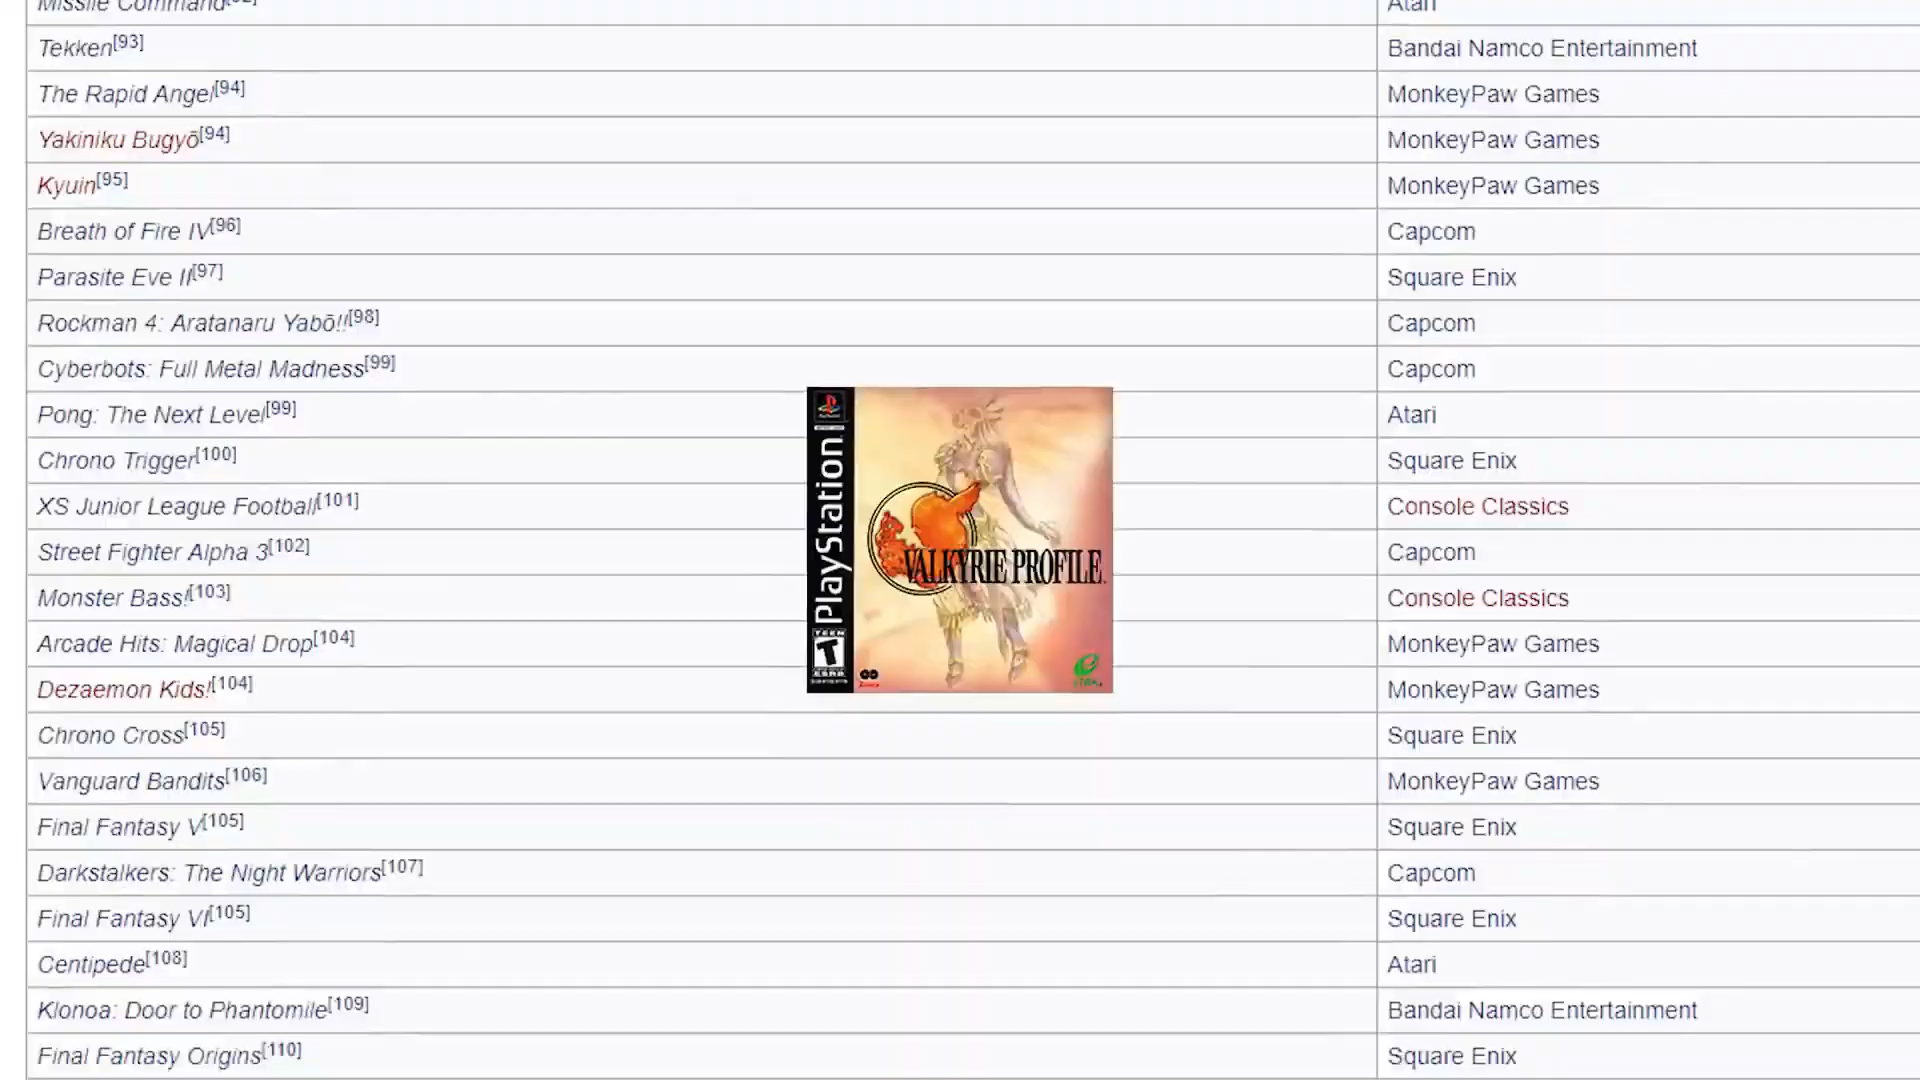 Missile Command[92] Atari
Tekken[93] Bandai Namco Entertainment
The Rapid Angel[94] MonkeyPaw Games
Yakiniku Bugyō[94] MonkeyPaw Games
Kyuin[95] MonkeyPaw Games
Breath of Fire IV[96] Capcom
Parasite Eve II[97] Square Enix
Rockman 4: Aratanaru Yabō!![98] Capcom
Cyberbots: Full Metal Madness[99] Capcom
Pong: The Next Level[99] Atari
Chrono Trigger[100] Square Enix
XS Junior League Football[101] Console Classics
Street Fighter Alpha 3[102] Capcom
Monster Bass![103] Console Classics
Arcade Hits: Magical Drop[104] MonkeyPaw Games
Dezaemon Kids![104] MonkeyPaw Games
Chrono Cross[105] Square Enix
Vanguard Bandits[106] MonkeyPaw Games
Final Fantasy V[105] Square Enix
Darkstalkers: The Night Warriors[107] Capcom
Final Fantasy VI[105] Square Enix
Centipede[108] Atari
Klonoa: Door to Phantomile[109] Bandai Namco Entertainment
Final Fantasy Origins[110] Square Enix
PlayStation
VALKYRIE PROFILE
TEEN
T
ESRB